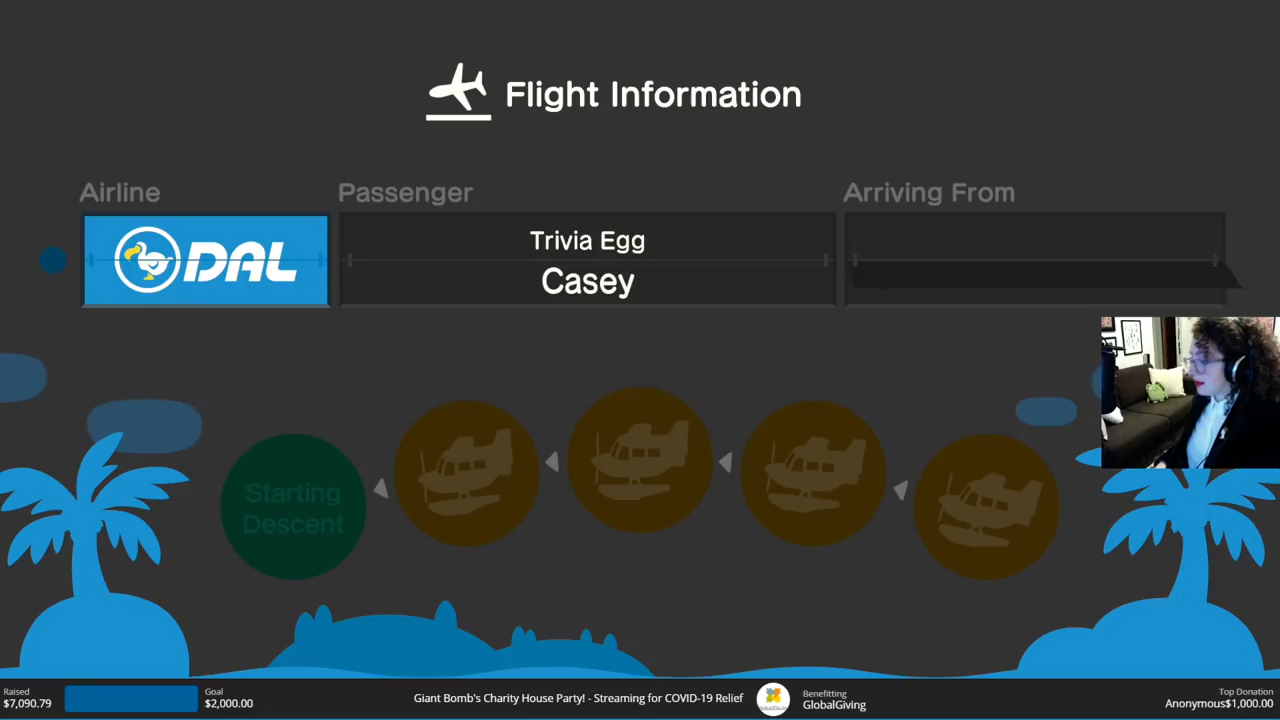 Flight Information
Airline
Passenger
Arriving From
DAL
Trivia Egg
Casey
Starting
Descent
Raised
$7,090.79
Goal
$2,000.00
Giant Bomb's Charity House Party! - Streaming for COVID-19 Relief
GlobalGiving
Benefitting
GlobalGiving
Top Donation
Anonymous$1,000.00